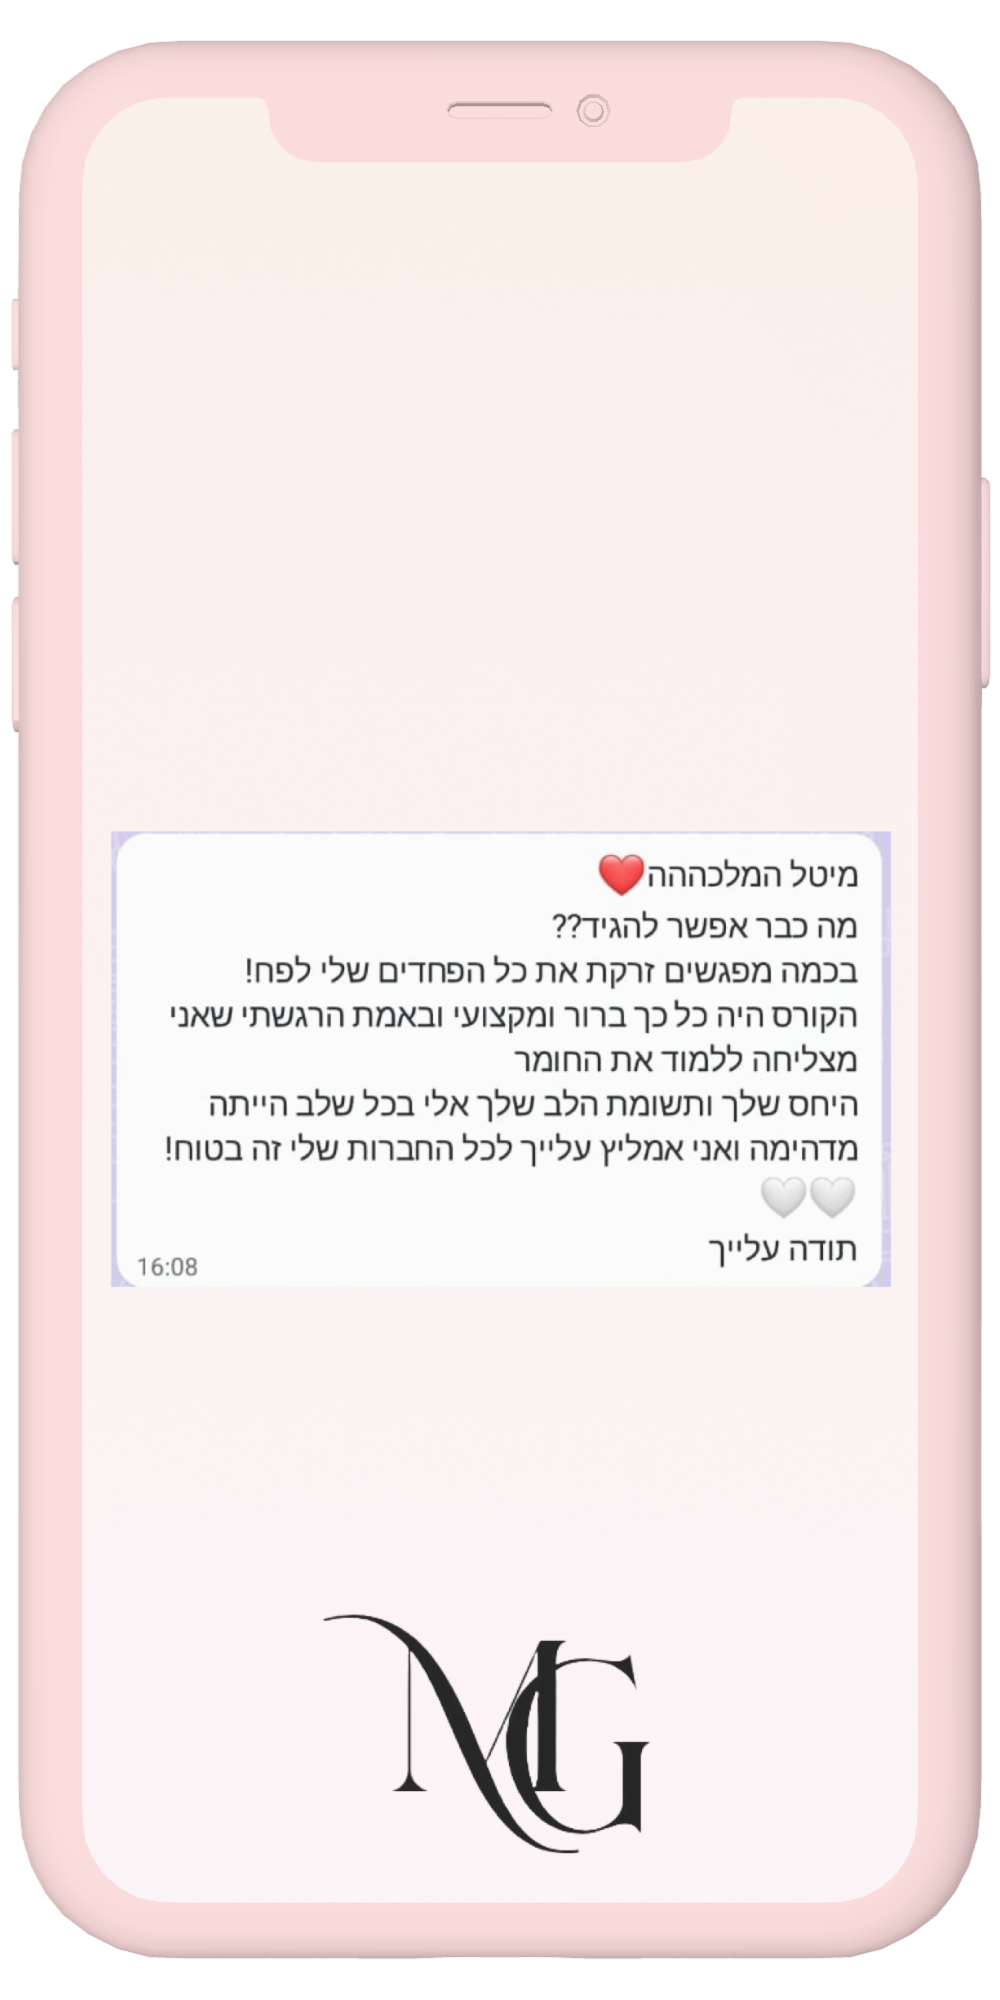 מיטל המלכההה❤️
מה כבר אפשר להגיד??
בכמה מפגשים זרקת את כל הפחדים שלי לפח!
הקורס היה כל כך ברור ומקצועי ובאמת הרגשתי שאני
מצליחה ללמוד את החומר
היחס שלך ותשומת הלב שלך אלי בכל שלב הייתה
מדהימה ואני אמליץ עלייך לכל החברות שלי זה בטוח!
🤍🤍
תודה עלייך
16:08
MG